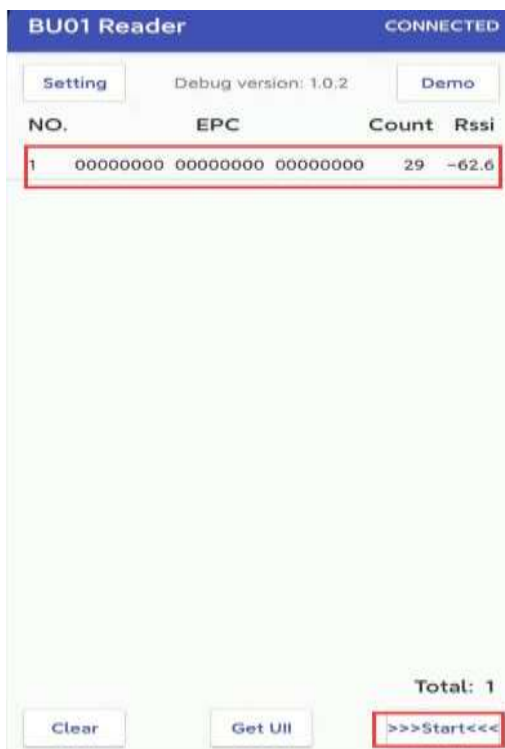 BU01 Reader CONNECTED
Setting Debug version: 1.0.2 Demo
NO. EPC Count Rssi
1 00000000 00000000 00000000 29 -62.6
Total: 1
Clear Get UII >>>Start<<<